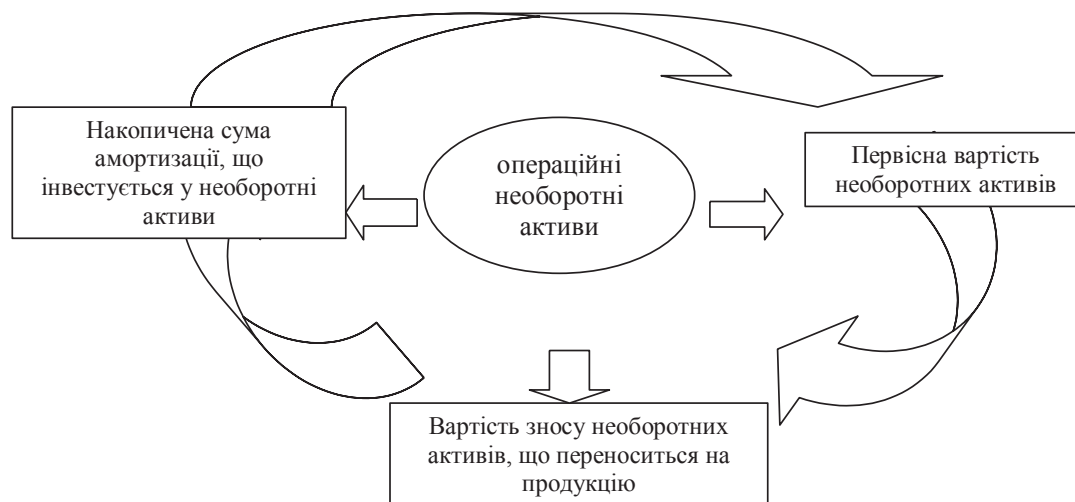 Накопичена сума
амортизації, що
інвестується у необоротні
активи
операційні
необоротні
активи
Первісна вартість
необоротних активів
Вартість зносу необоротних
активів, що переноситься на
продукцію